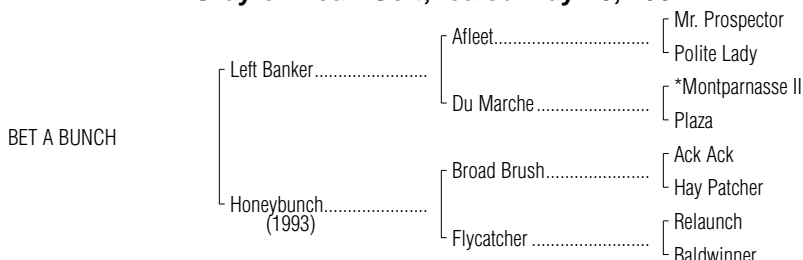 Mr. Prospector
Afleet
Polite Lady
Left Banker
*Montparnasse II
Du Marche
Plaza
BET A BUNCH
Ack Ack
Broad Brush
Hay Patcher
Honeybunch
(1993)
Relaunch
Flycatcher
Baldwinner